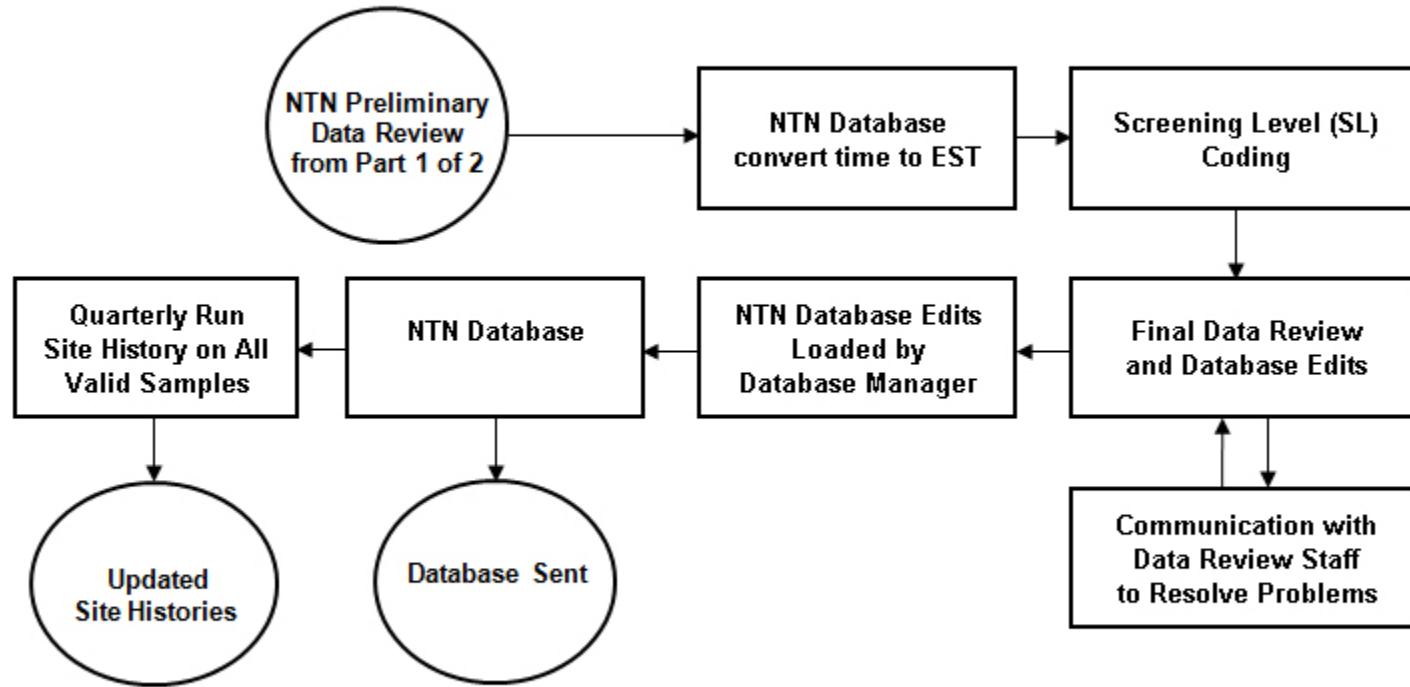 NTN Preliminary
Data Review
from Part 1 of 2
NTN Database
convert time to EST
Screening Level (SL)
Coding
Quarterly Run
Site History on All
Valid Samples
NTN Database
NTN Database Edits
Loaded by
Database Manager
Final Data Review
and Database Edits
Updated
Site Histories
Database Sent
Communication with
Data Review Staff
to Resolve Problems